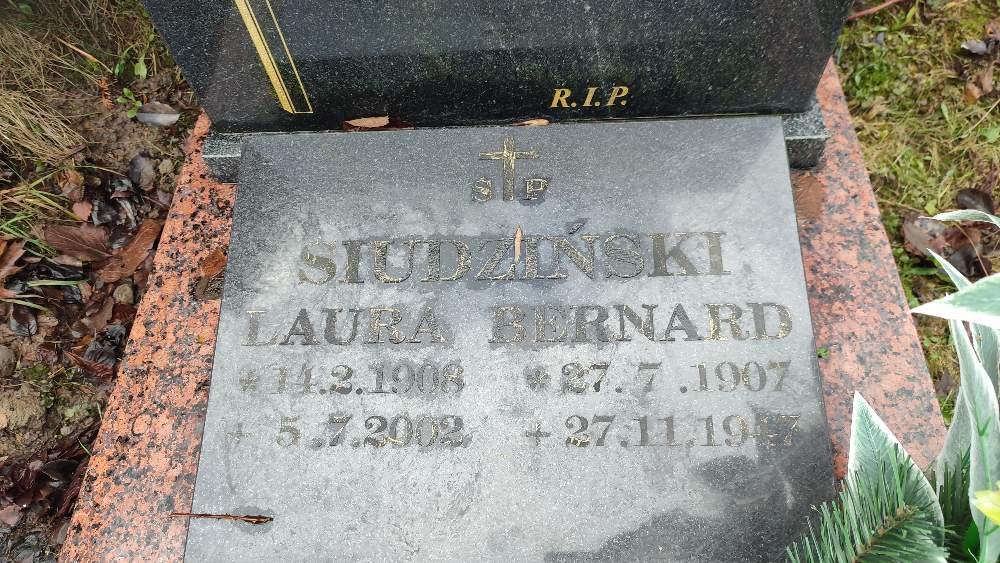 R.I.P.
S P
SIUDZIŃSKI
LAURA BERNARD
* 14.2.1908 * 27.7.1907
+ 5.7.2002 + 27.11.1947